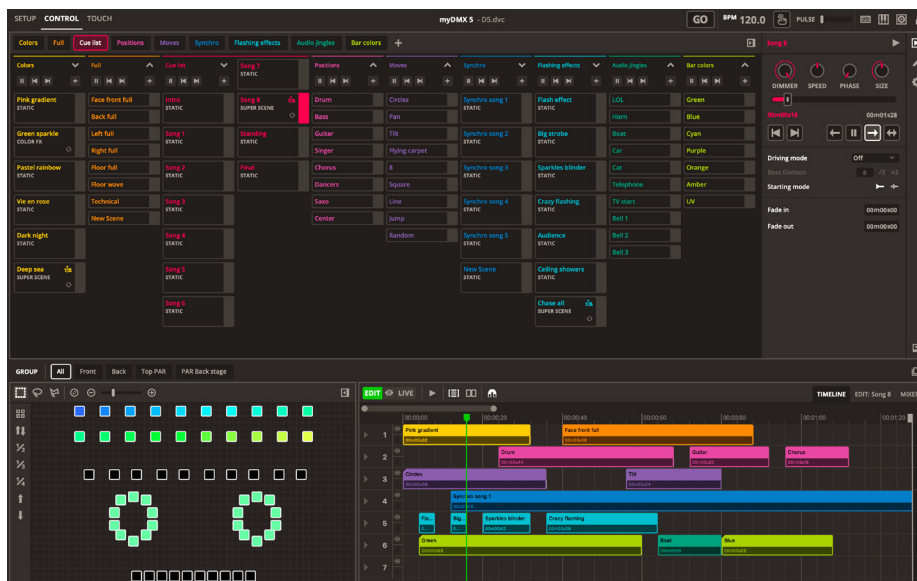 SETUP CONTROL TOUCH
myDMX 5 - D5.dvc
GO BPM 120.0 PULSE
Colors Full Cue list Positions Moves Synchro Flashing effects Audio Jingles Bar colors +
Song 8
Colors
Pink gradient
STATIC
Green sparkle
COLOR FX
Pastel rainbow
STATIC
Vie en rose
STATIC
Dark night
STATIC
Deep sea
SUPER SCENE
Full
Face front full
Back full
Left full
Right full
Floor full
Floor wave
Technical
New Scene
Cue list
Intro
STATIC
Song 1
STATIC
Song 2
STATIC
Song 3
STATIC
Song 4
STATIC
Song 5
STATIC
Song 6
STATIC
Song 7
STATIC
Song 8
SUPER SCENE
Standing
STATIC
Final
STATIC
Positions
Drum
Bass
Guitar
Singer
Chorus
Dancers
Saxo
Center
Moves
Circles
Pan
Tilt
Flying carpet
8
Square
Line
Jump
Random
Synchro
Synchro song 1
STATIC
Synchro song 2
STATIC
Synchro song 3
STATIC
Synchro song 4
STATIC
Synchro song 5
STATIC
New Scene
STATIC
Flashing effects
Flash effect
STATIC
Big strobe
STATIC
Sparkles blinder
STATIC
Crazy flashing
STATIC
Audience
STATIC
Ceiling showers
STATIC
Chase all
SUPER SCENE
Audio Jingles
LOL
Horn
Boat
Car
Cat
Telephone
TV start
Bell 1
Bell 2
Bell 3
Bar colors
Green
Blue
Cyan
Purple
Orange
Amber
UV
DIMMER SPEED PHASE SIZE
00m00s16 00m01s28
Driving mode Off
Beat Division 8 /2 x2
Starting mode
Fade in 00m00s00
Fade out 00m00s00
GROUP All Front Back Top PAR PAR Back stage
EDIT LIVE
TIMELINE EDIT: Song 8
00:00:00 00:00:20 00:00:40 00:00:60 00:00:80 00:01:00 00:01:20
1 Pink gradient Face front full
2 Drum Guitar Chorus
3 Circles Tilt
4 Synchro song 1
5 Fla... Big... Sparkles blinder Crazy flashing
6 Green Boat Blue
7